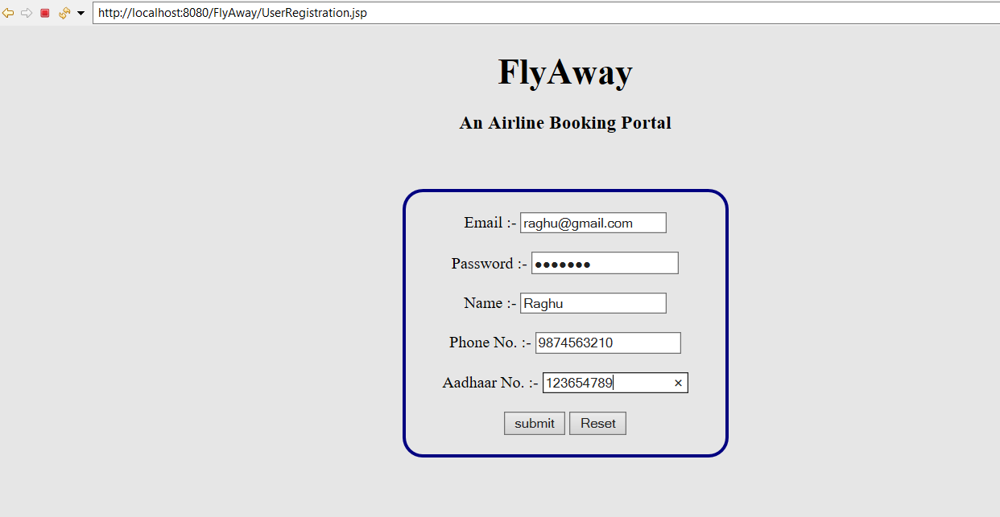 http://localhost:8080/FlyAway/UserRegistration.jsp
FlyAway
An Airline Booking Portal
Email :- raghu@gmail.com
Password :- ●●●●●●●
Name :- Raghu
Phone No. :- 9874563210
Aadhaar No. :- 123654789 ×
submit Reset